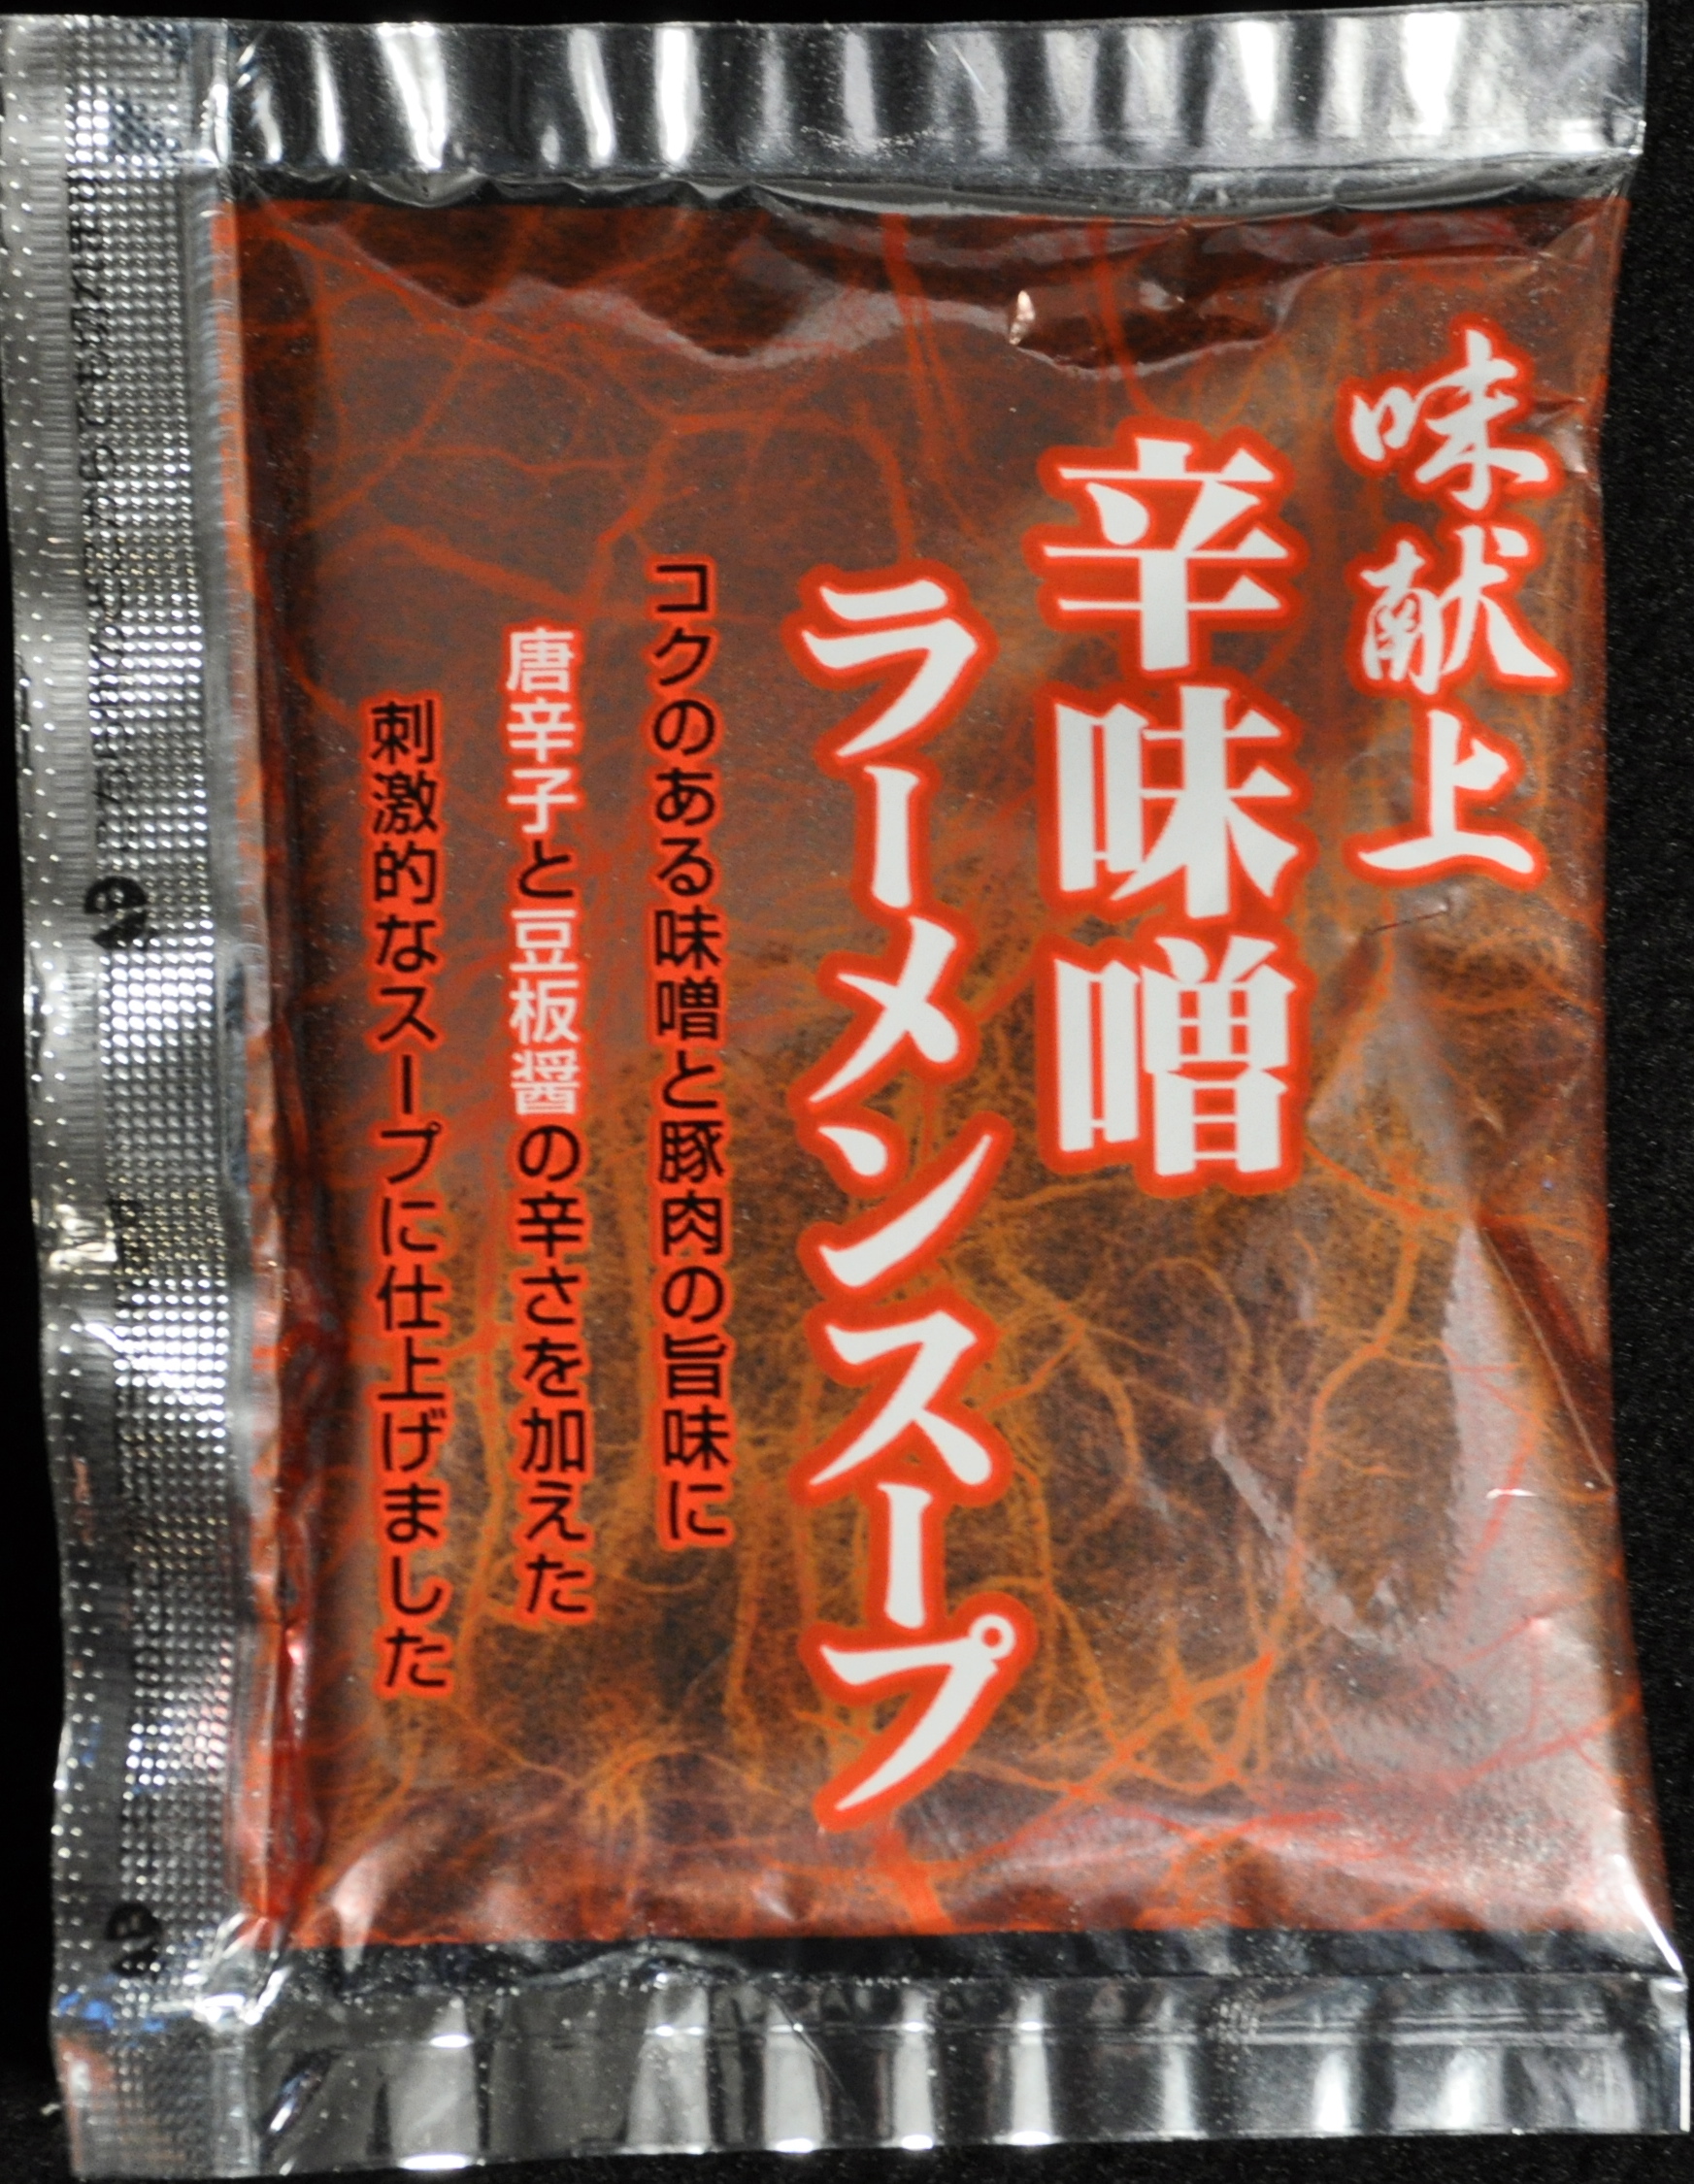 味献上
辛味噌
ラーメンスープ
コクのある味噌と豚肉の旨味に
唐辛子と豆板醤の辛さを加えた
刺激的なスープに仕上げました